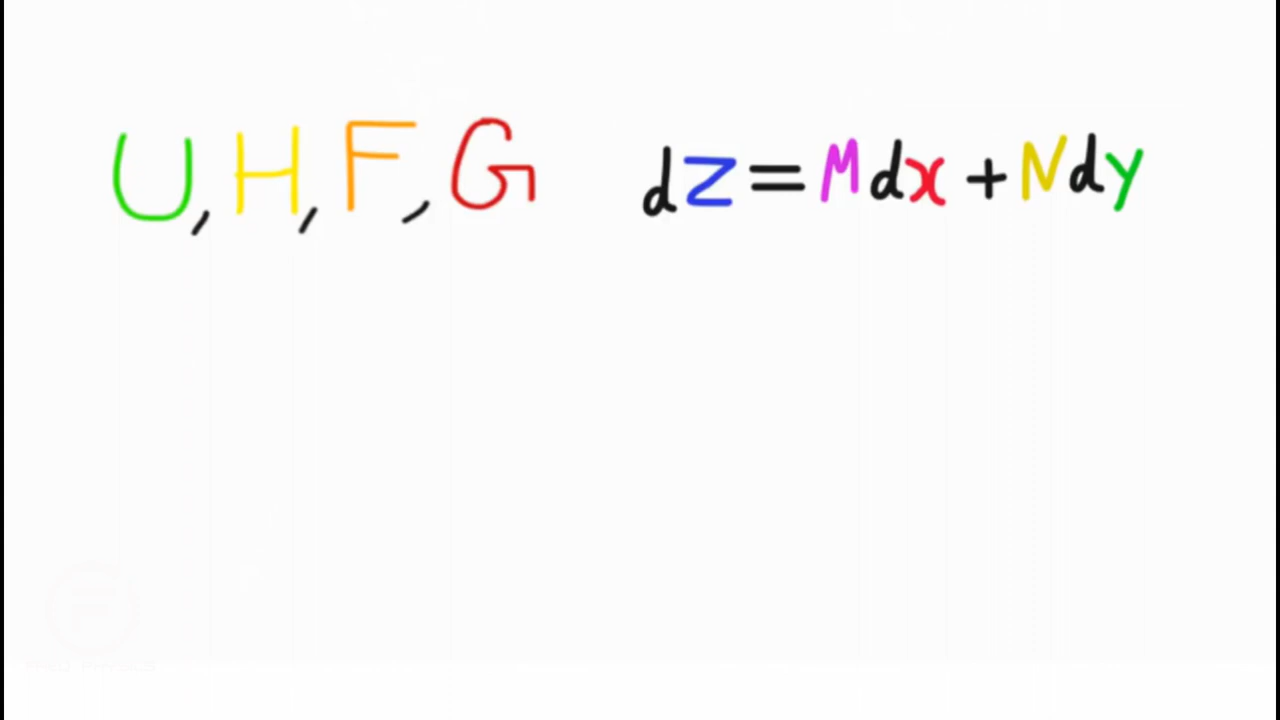 U, H, F, G dz = Mdx + Ndy